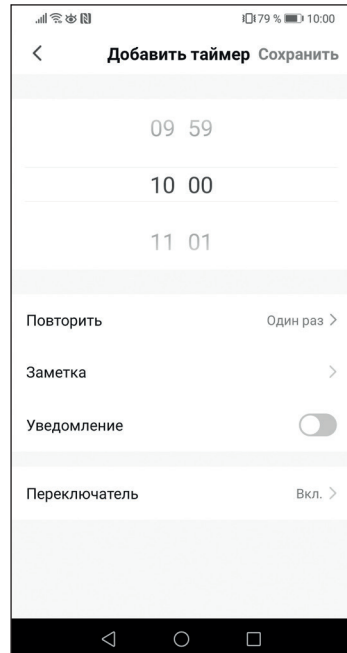 79 % 10:00
Добавить таймер Сохранить
09 59
10 00
11 01
Повторить Один раз
Заметка
Уведомление
Переключатель Вкл.